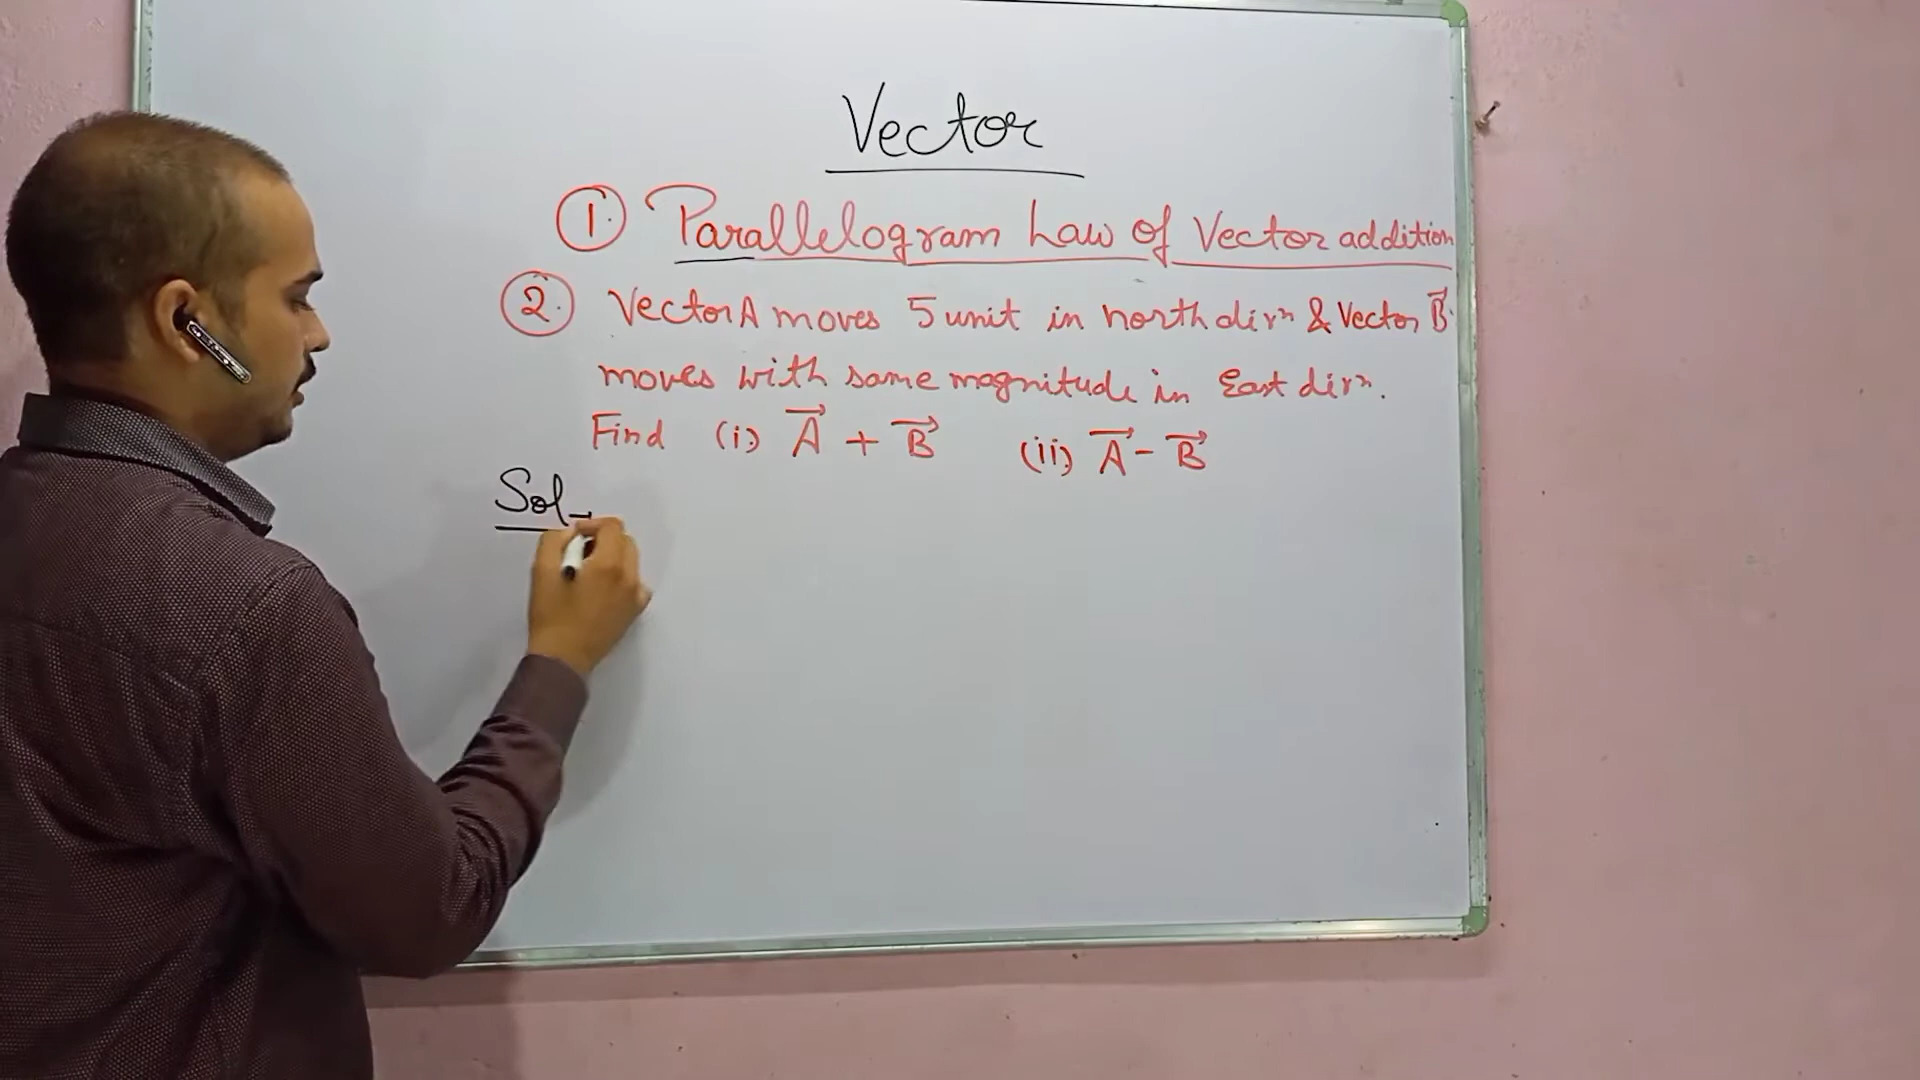 Vector
1. Parallelogram Law of Vector addition
2. Vector A moves 5 unit in north dirⁿ & Vector B⃗
moves with same magnitude in East dirⁿ.
Find (i) A⃗ + B⃗ (ii) A⃗ - B⃗
Sol -